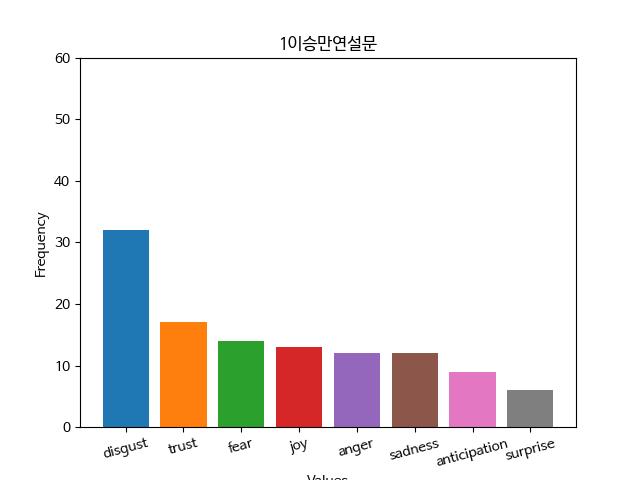 1이승만연설문
60
50
40
30
20
10
0
Frequency
disgust trust fear joy anger sadness anticipation surprise
Values